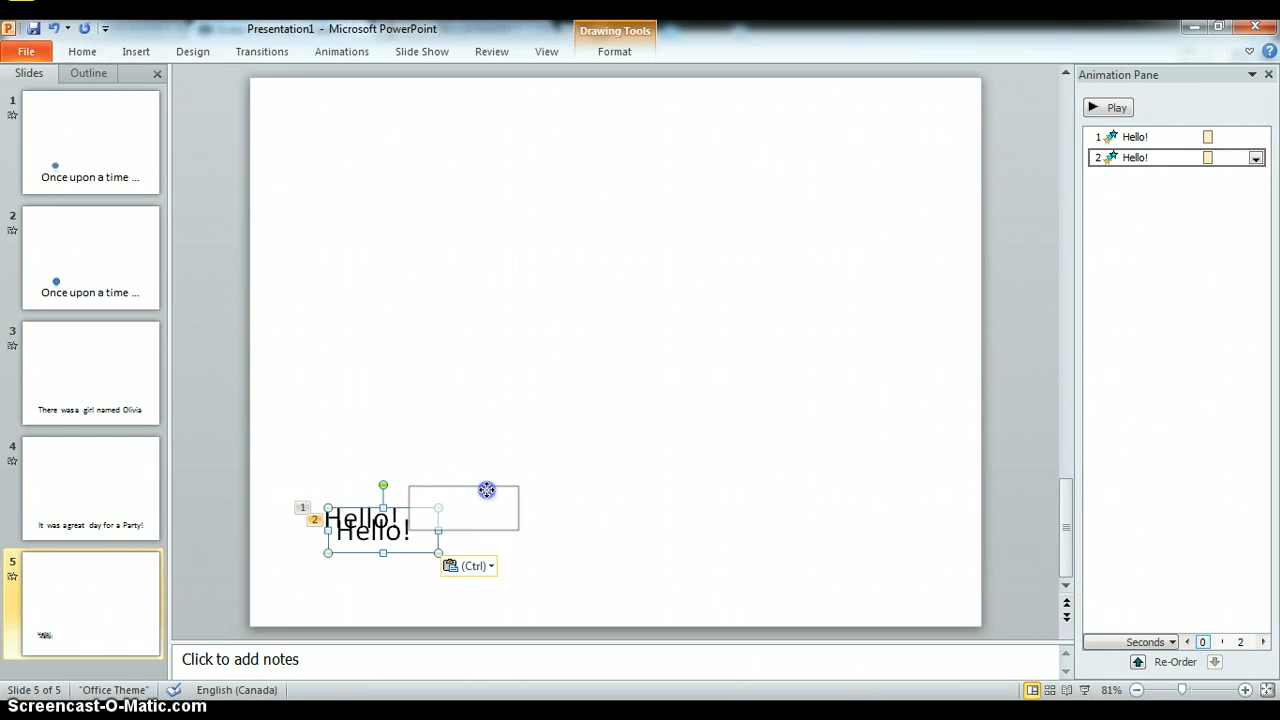 Presentation1 - Microsoft PowerPoint
Drawing Tools
File Home Insert Design Transitions Animations Slide Show Review View Format
Slides Outline
Animation Pane
Play
1 Hello!
2 Hello!
1
Once upon a time ...
2
Once upon a time ...
3
There was a girl named Olivia
4
It was a great day for a Party!
5
1 Hello!
2 Hello!
(Ctrl)
Seconds 0 2
Re-Order
Click to add notes
Slide 5 of 5 "Office Theme" English (Canada) 81%
Screencast-O-Matic.com